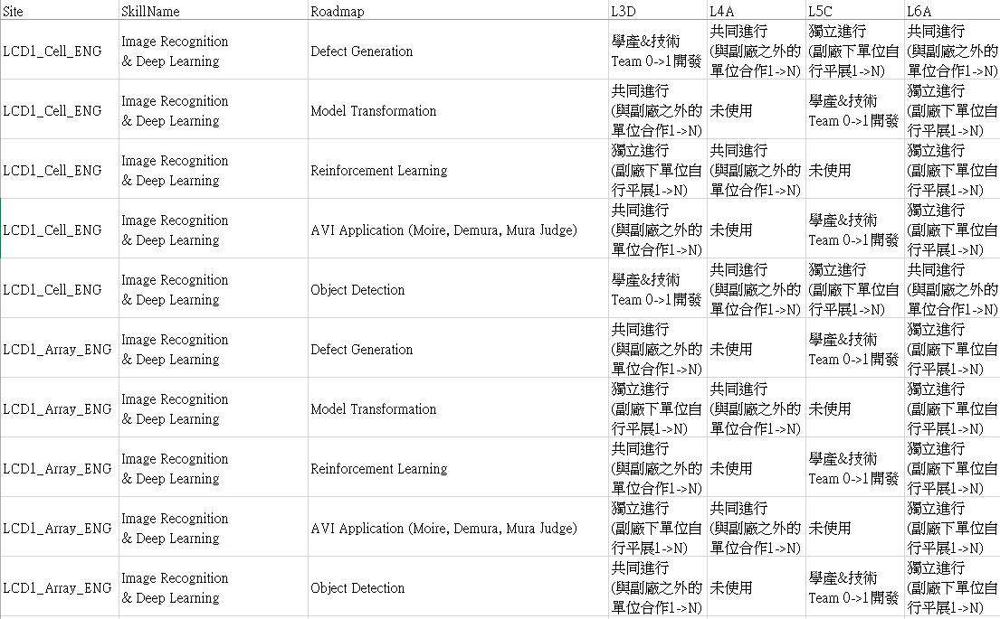 Site SkillName Roadmap L3D L4A L5C L6A
LCD1_Cell_ENG
Image Recognition
& Deep Learning
Defect Generation
學產&技術
Team 0->1開發
共同進行
(與副廠之外的
單位合作1->N)
獨立進行
(副廠下單位自
行平展1->N)
共同進行
(與副廠之外的
單位合作1->N)
LCD1_Cell_ENG
Image Recognition
& Deep Learning
Model Transformation
共同進行
(與副廠之外的
單位合作1->N)
未使用
學產&技術
Team 0->1開發
獨立進行
(副廠下單位自
行平展1->N)
LCD1_Cell_ENG
Image Recognition
& Deep Learning
Reinforcement Learning
獨立進行
(副廠下單位自
行平展1->N)
共同進行
(與副廠之外的
單位合作1->N)
未使用
獨立進行
(副廠下單位自
行平展1->N)
LCD1_Cell_ENG
Image Recognition
& Deep Learning
AVI Application (Moire, Demura, Mura Judge)
共同進行
(與副廠之外的
單位合作1->N)
未使用
學產&技術
Team 0->1開發
獨立進行
(副廠下單位自
行平展1->N)
LCD1_Cell_ENG
Image Recognition
& Deep Learning
Object Detection
學產&技術
Team 0->1開發
共同進行
(與副廠之外的
單位合作1->N)
獨立進行
(副廠下單位自
行平展1->N)
共同進行
(與副廠之外的
單位合作1->N)
LCD1_Array_ENG
Image Recognition
& Deep Learning
Defect Generation
共同進行
(與副廠之外的
單位合作1->N)
未使用
學產&技術
Team 0->1開發
獨立進行
(副廠下單位自
行平展1->N)
LCD1_Array_ENG
Image Recognition
& Deep Learning
Model Transformation
獨立進行
(副廠下單位自
行平展1->N)
共同進行
(與副廠之外的
單位合作1->N)
未使用
獨立進行
(副廠下單位自
行平展1->N)
LCD1_Array_ENG
Image Recognition
& Deep Learning
Reinforcement Learning
共同進行
(與副廠之外的
單位合作1->N)
未使用
學產&技術
Team 0->1開發
獨立進行
(副廠下單位自
行平展1->N)
LCD1_Array_ENG
Image Recognition
& Deep Learning
AVI Application (Moire, Demura, Mura Judge)
獨立進行
(副廠下單位自
行平展1->N)
共同進行
(與副廠之外的
單位合作1->N)
未使用
獨立進行
(副廠下單位自
行平展1->N)
LCD1_Array_ENG
Image Recognition
& Deep Learning
Object Detection
共同進行
(與副廠之外的
單位合作1->N)
未使用
學產&技術
Team 0->1開發
獨立進行
(副廠下單位自
行平展1->N)